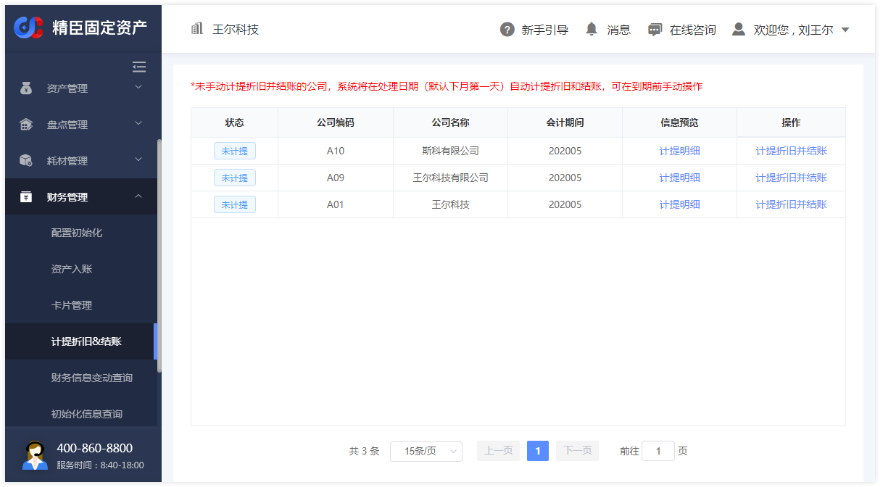 精臣固定资产
王尔科技
新手引导
消息
在线咨询
欢迎您，刘王尔
资产管理
盘点管理
耗材管理
财务管理
配置初始化
资产入账
卡片管理
计提折旧&结账
财务信息变动查询
初始化信息查询
400-860-8800
服务时间：8:40-18:00
*未手动计提折旧并结账的公司，系统将在处理日期（默认下月第一天）自动计提折旧和结账，可在到期前手动操作
状态 公司编码 公司名称 会计期间 信息预览 操作
未计提 A10 斯科有限公司 202005 计提明细 计提折旧并结账
未计提 A09 王尔科技有限公司 202005 计提明细 计提折旧并结账
未计提 A01 王尔科技 202005 计提明细 计提折旧并结账
共 3 条 15条/页 上一页 1 下一页 前往 1 页